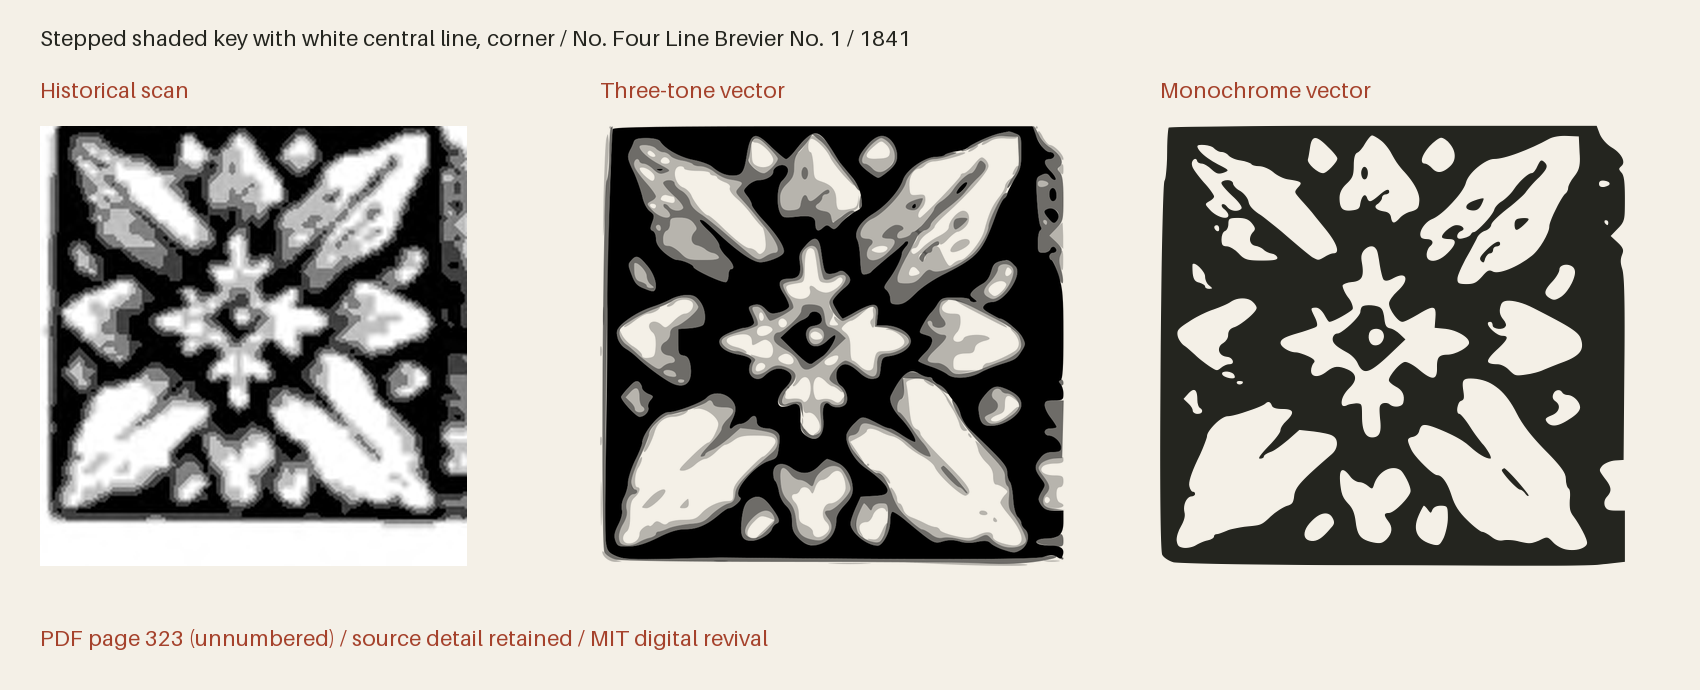 Stepped shaded key with white central line, corner / No. Four Line Brevier No. 1 / 1841
Historical scan
Three-tone vector
Monochrome vector
PDF page 323 (unnumbered) / source detail retained / MIT digital revival